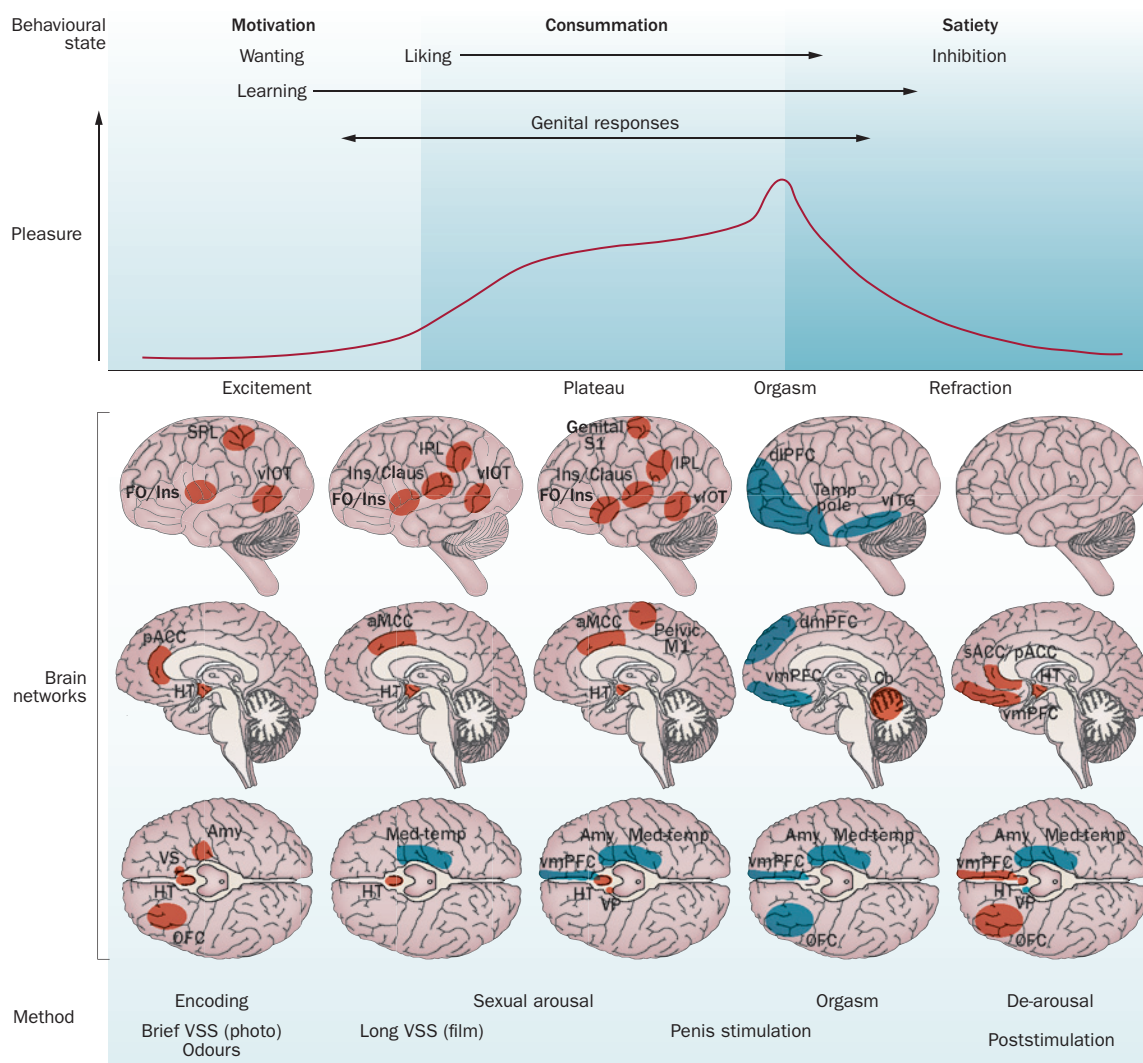 Behavioural
state
Motivation
Consummation
Satiety
Wanting
Liking
Inhibition
Learning
Genital responses
Pleasure
Excitement
Plateau
Orgasm
Refraction
Brain
networks
SPL
vlOT
FO/Ins
IPL
Ins/Claus
vlOT
FO/Ins
Genital
S1
IPL
Ins/Claus
FO/Ins
vlOT
dlPFC
Temp
pole
vlTG
pACC
HT
aMCC
HT
aMCC
Pelvic
M1
HT
dmPFC
vmPFC
Cb
sACC/pACC
HT
vmPFC
Amy
VS
HT
OFC
Med-temp
HT
Amy
Med-temp
vmPFC
HT
VP
Amy
Med-temp
vmPFC
OFC
Amy
Med-temp
vmPFC
HT
VP
OFC
Method
Encoding
Sexual arousal
Orgasm
De-arousal
Brief VSS (photo)
Odours
Long VSS (film)
Penis stimulation
Poststimulation